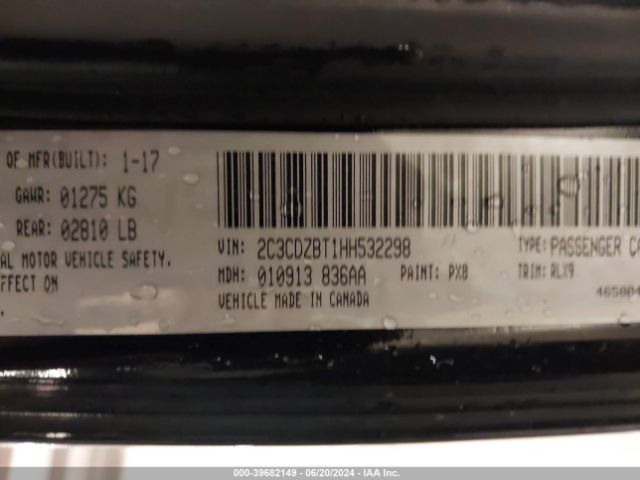 OF MFR(BUILT): 1-17
GAWR: 01275 KG
REAR: 02810 LB
AL MOTOR VEHICLE SAFETY.
FFECT ON
VIN: 2C3CDZBT1HH532298
TYPE: PASSENGER CA
MDH: 010913 836AA
PAINT: PX8
TRIM: RLX9
VEHICLE MADE IN CANADA
46580
000-39682149 - 06/20/2024 - IAA Inc.